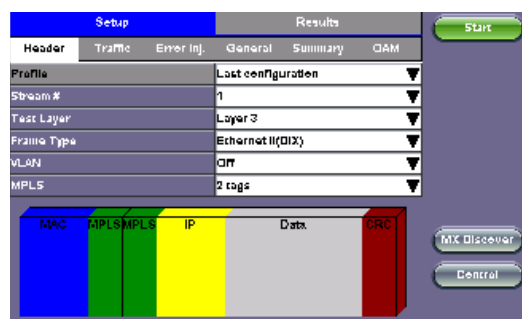 Setup Results Start
Header Traffic Error Inj. General Summary OAM
Profile Last configuration
Stream # 1
Test Layer Layer 3
Frame Type Ethernet II(DIX)
VLAN Off
MPLS 2 tags
MAC MPLS MPLS IP Data CRC
MX Discover
Control